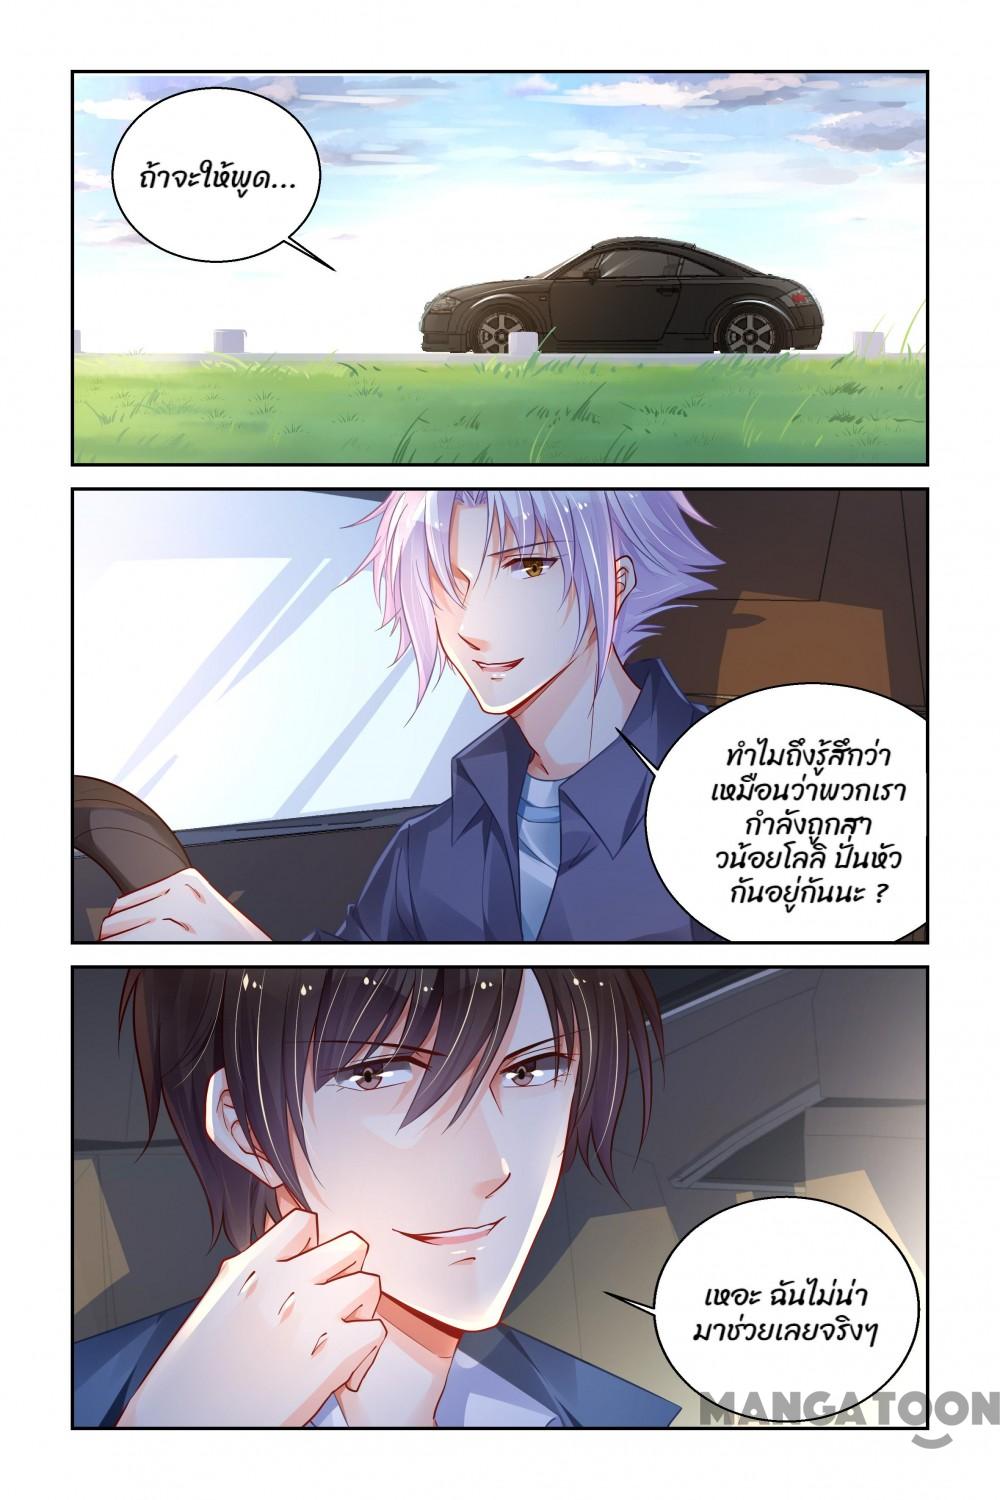 ถ้าจะให้พูด...
ทำไมถึงรู้สึกว่า
เหมือนว่าพวกเรา
กำลังถูกสา
วน้อยโลลิ ปั่นหัว
กันอยู่กันนะ ?
เหอะ ฉันไม่น่า
มาช่วยเลยจริงๆ
MANGATOON